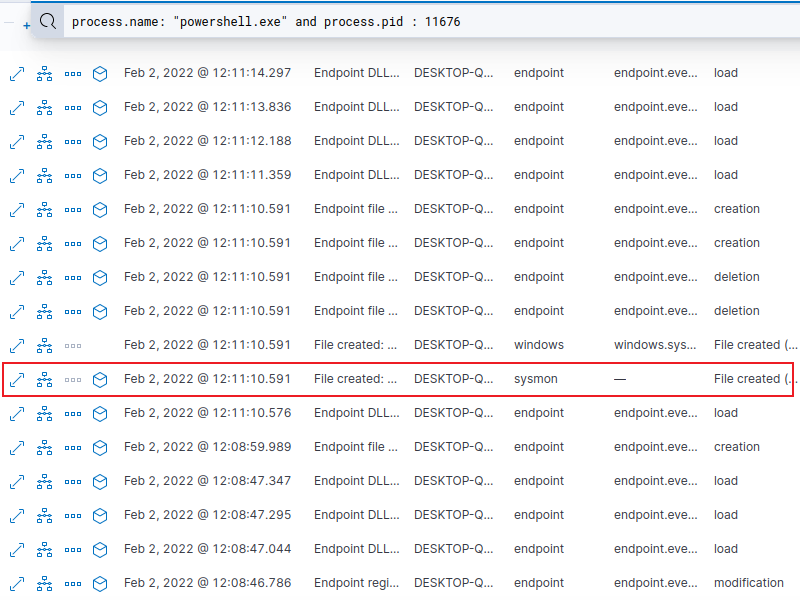 process.name: "powershell.exe" and process.pid : 11676
Feb 2, 2022 @ 12:11:14.297 Endpoint DLL... DESKTOP-Q... endpoint endpoint.eve... load
Feb 2, 2022 @ 12:11:13.836 Endpoint DLL... DESKTOP-Q... endpoint endpoint.eve... load
Feb 2, 2022 @ 12:11:12.188 Endpoint DLL... DESKTOP-Q... endpoint endpoint.eve... load
Feb 2, 2022 @ 12:11:11.359 Endpoint DLL... DESKTOP-Q... endpoint endpoint.eve... load
Feb 2, 2022 @ 12:11:10.591 Endpoint file ... DESKTOP-Q... endpoint endpoint.eve... creation
Feb 2, 2022 @ 12:11:10.591 Endpoint file ... DESKTOP-Q... endpoint endpoint.eve... creation
Feb 2, 2022 @ 12:11:10.591 Endpoint file ... DESKTOP-Q... endpoint endpoint.eve... deletion
Feb 2, 2022 @ 12:11:10.591 Endpoint file ... DESKTOP-Q... endpoint endpoint.eve... deletion
Feb 2, 2022 @ 12:11:10.591 File created: ... DESKTOP-Q... windows windows.sys... File created (...
Feb 2, 2022 @ 12:11:10.591 File created: ... DESKTOP-Q... sysmon — File created (...
Feb 2, 2022 @ 12:11:10.576 Endpoint DLL... DESKTOP-Q... endpoint endpoint.eve... load
Feb 2, 2022 @ 12:08:59.989 Endpoint file ... DESKTOP-Q... endpoint endpoint.eve... creation
Feb 2, 2022 @ 12:08:47.347 Endpoint DLL... DESKTOP-Q... endpoint endpoint.eve... load
Feb 2, 2022 @ 12:08:47.295 Endpoint DLL... DESKTOP-Q... endpoint endpoint.eve... load
Feb 2, 2022 @ 12:08:47.044 Endpoint DLL... DESKTOP-Q... endpoint endpoint.eve... load
Feb 2, 2022 @ 12:08:46.786 Endpoint regi... DESKTOP-Q... endpoint endpoint.eve... modification